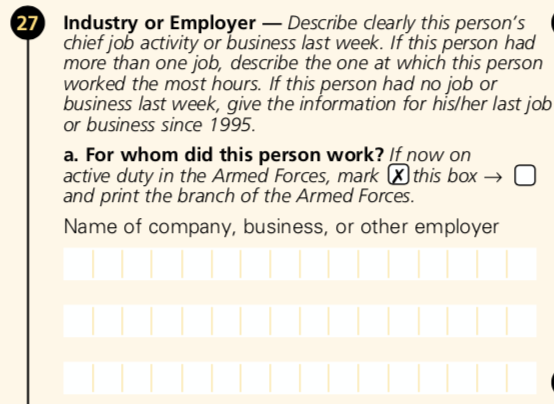 27 Industry or Employer — Describe clearly this person's
chief job activity or business last week. If this person had
more than one job, describe the one at which this person
worked the most hours. If this person had no job or
business last week, give the information for his/her last job
or business since 1995.
a. For whom did this person work? If now on
active duty in the Armed Forces, mark ☒ this box → ☐
and print the branch of the Armed Forces.
Name of company, business, or other employer